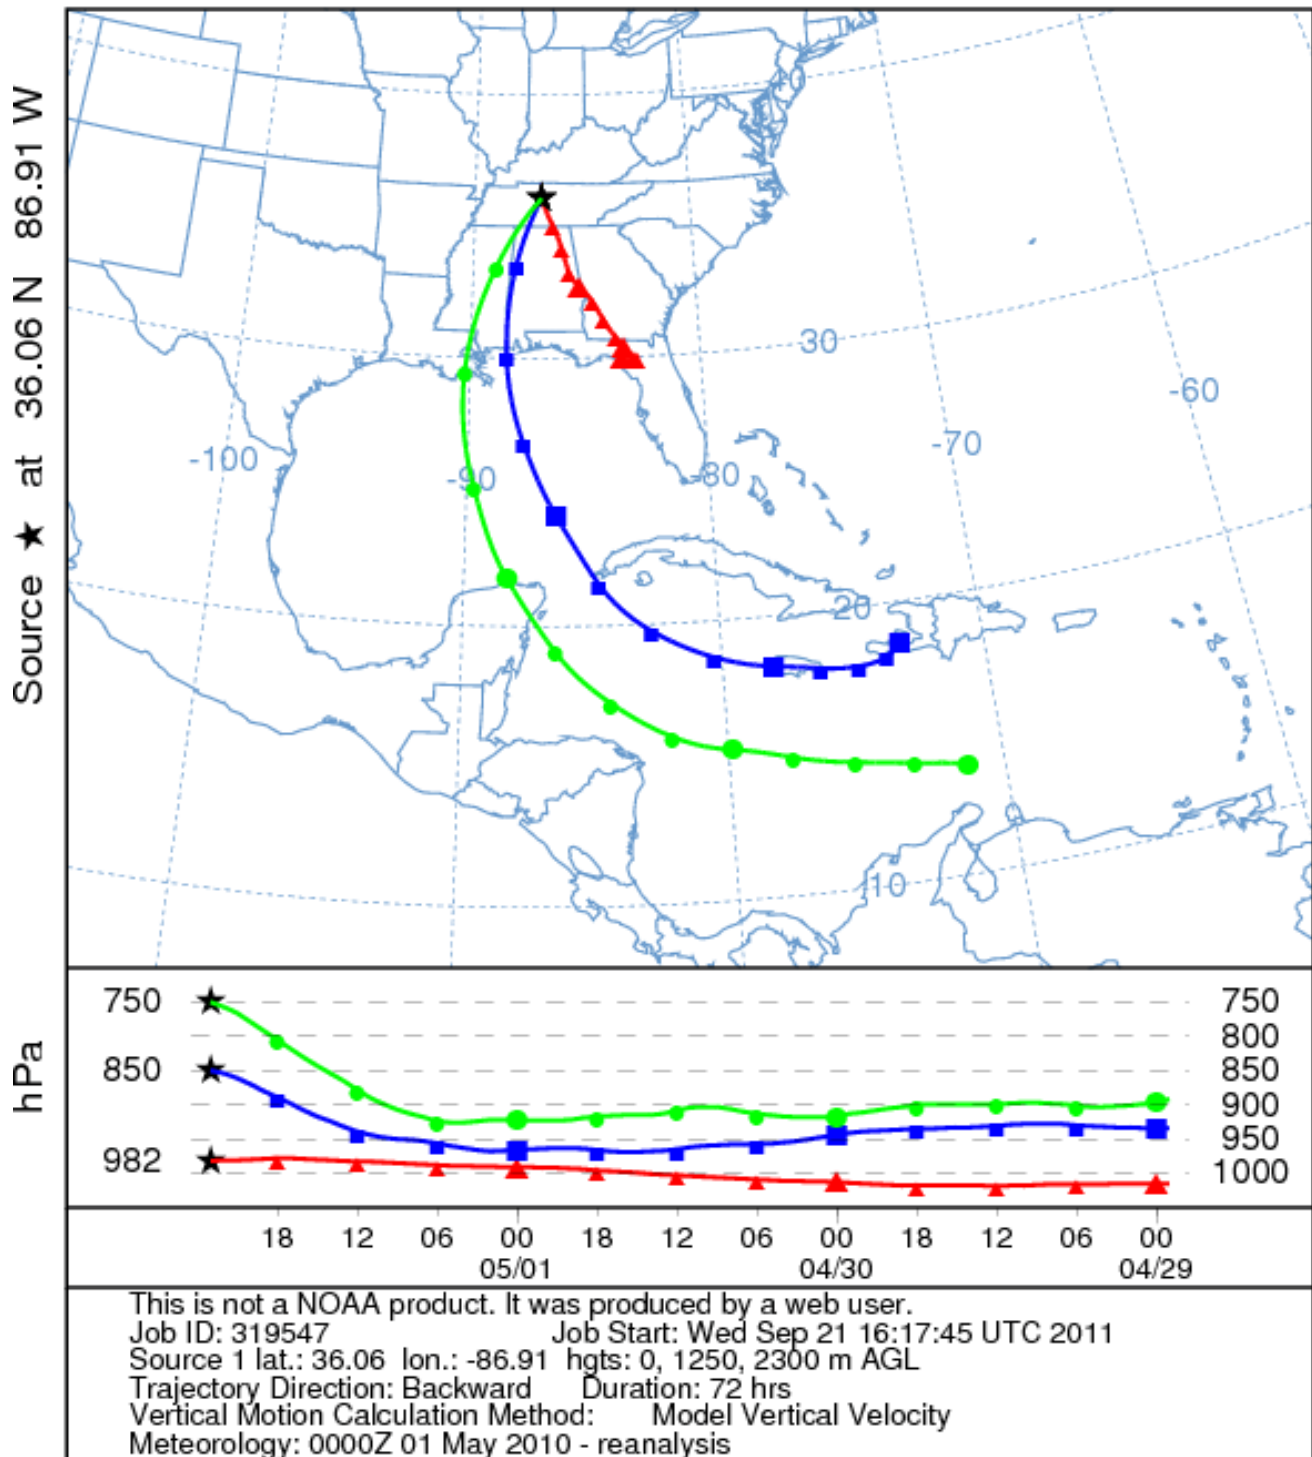 Source ★ at 36.06 N 86.91 W
40
30
-60
-70
-100
-90
-80
20
10
hPa
750 750
800
850 850
900
950
982 1000
18 12 06 00 18 12 06 00 18 12 06 00
05/01 04/30 04/29
This is not a NOAA product. It was produced by a web user.
Job ID: 319547 Job Start: Wed Sep 21 16:17:45 UTC 2011
Source 1 lat.: 36.06 lon.: -86.91 hgts: 0, 1250, 2300 m AGL
Trajectory Direction: Backward Duration: 72 hrs
Vertical Motion Calculation Method: Model Vertical Velocity
Meteorology: 0000Z 01 May 2010 - reanalysis